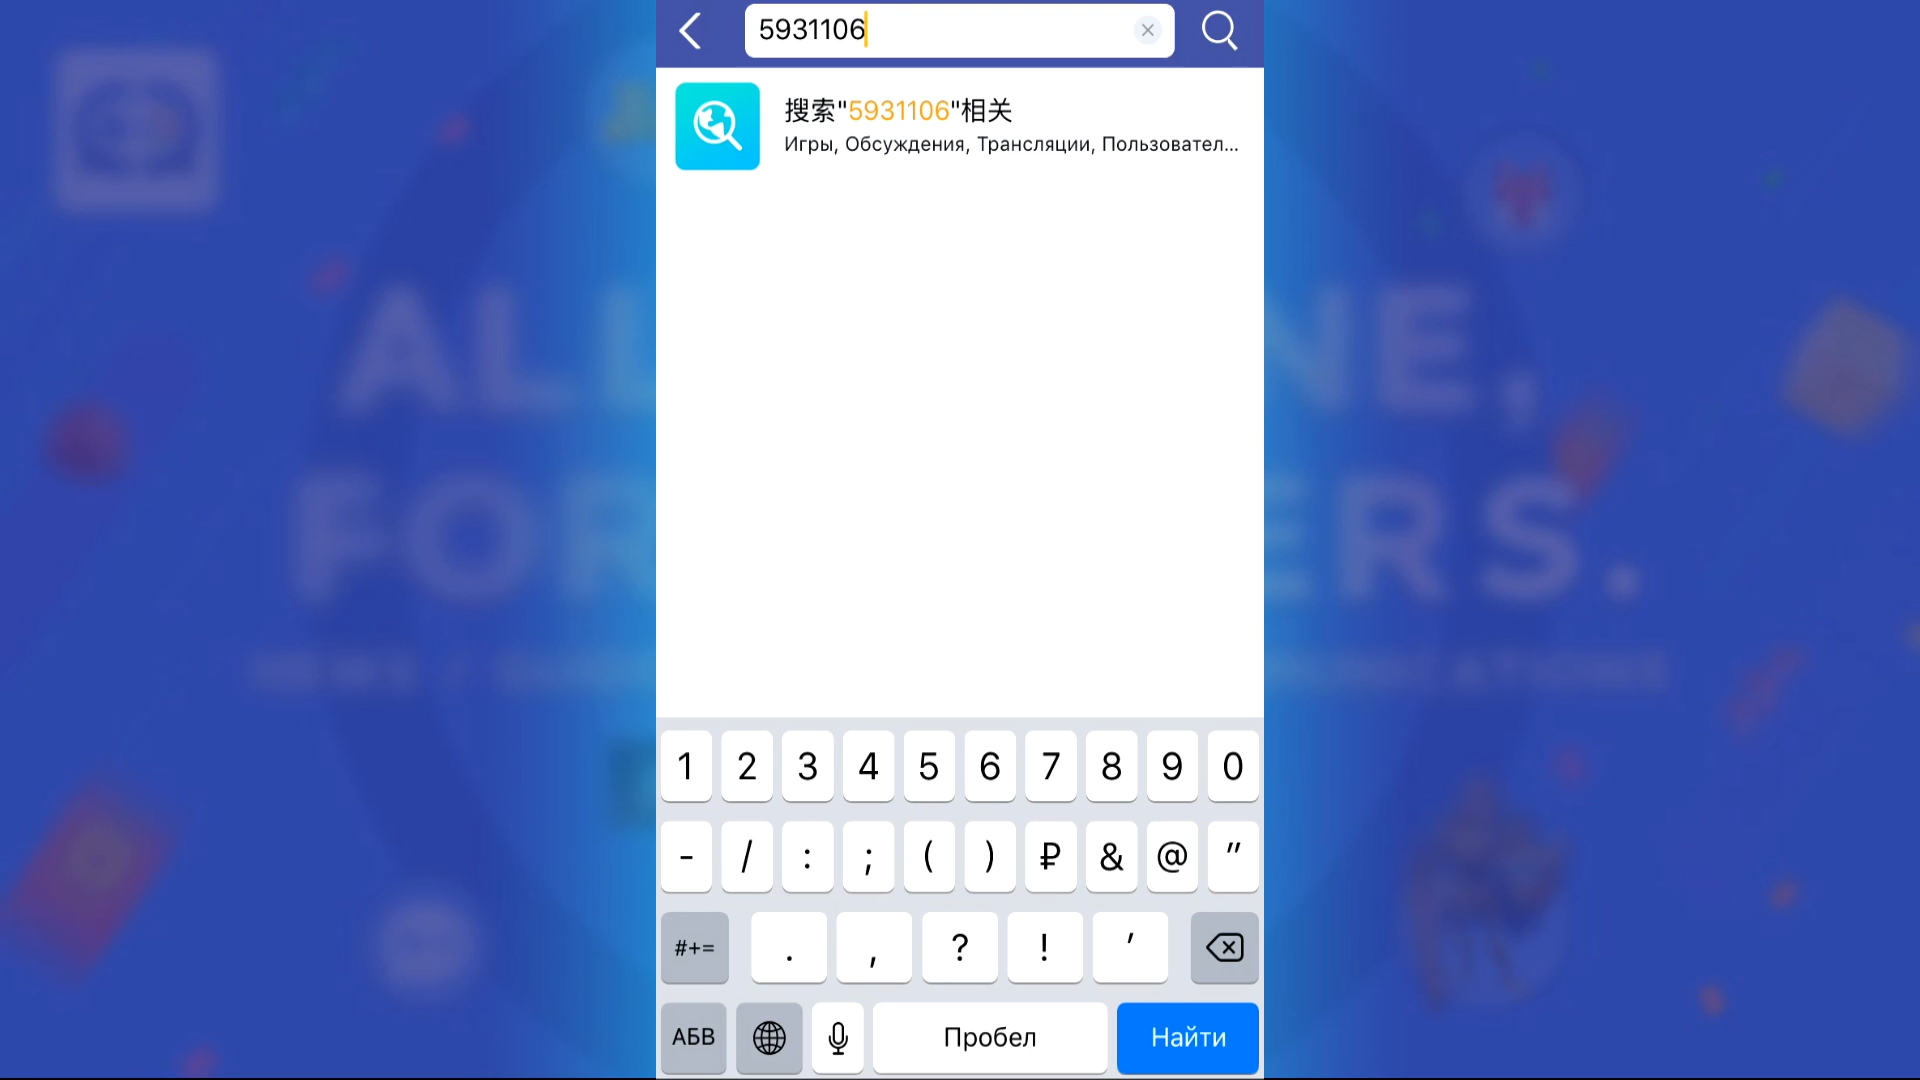 5931106
搜索"5931106"相关
Игры, Обсуждения, Трансляции, Пользовател...
1 2 3 4 5 6 7 8 9 0
- / : ; ( ) ₽ & @ "
#+= . , ? ! '
АБВ Пробел Найти